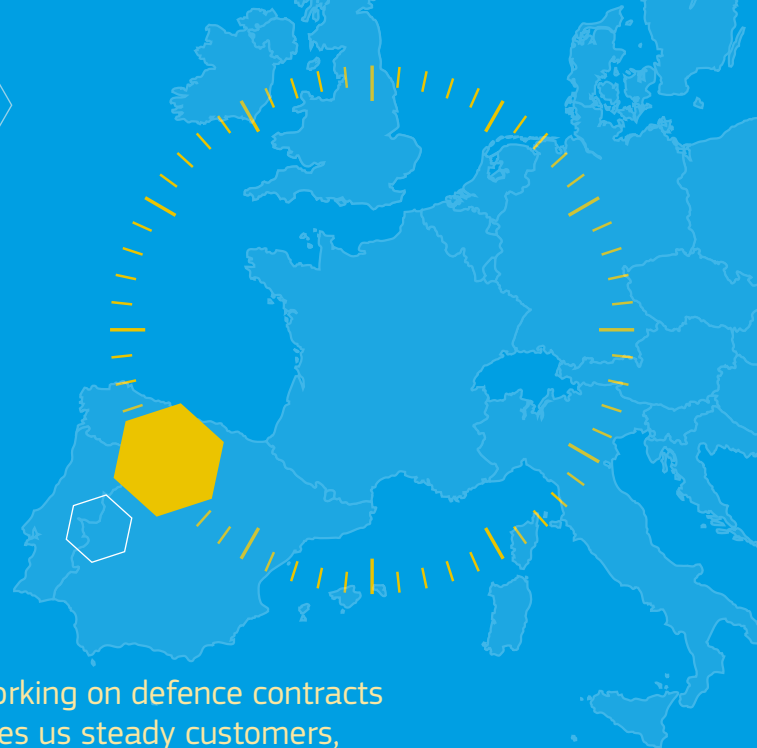 orking on defence contracts
es us steady customers,